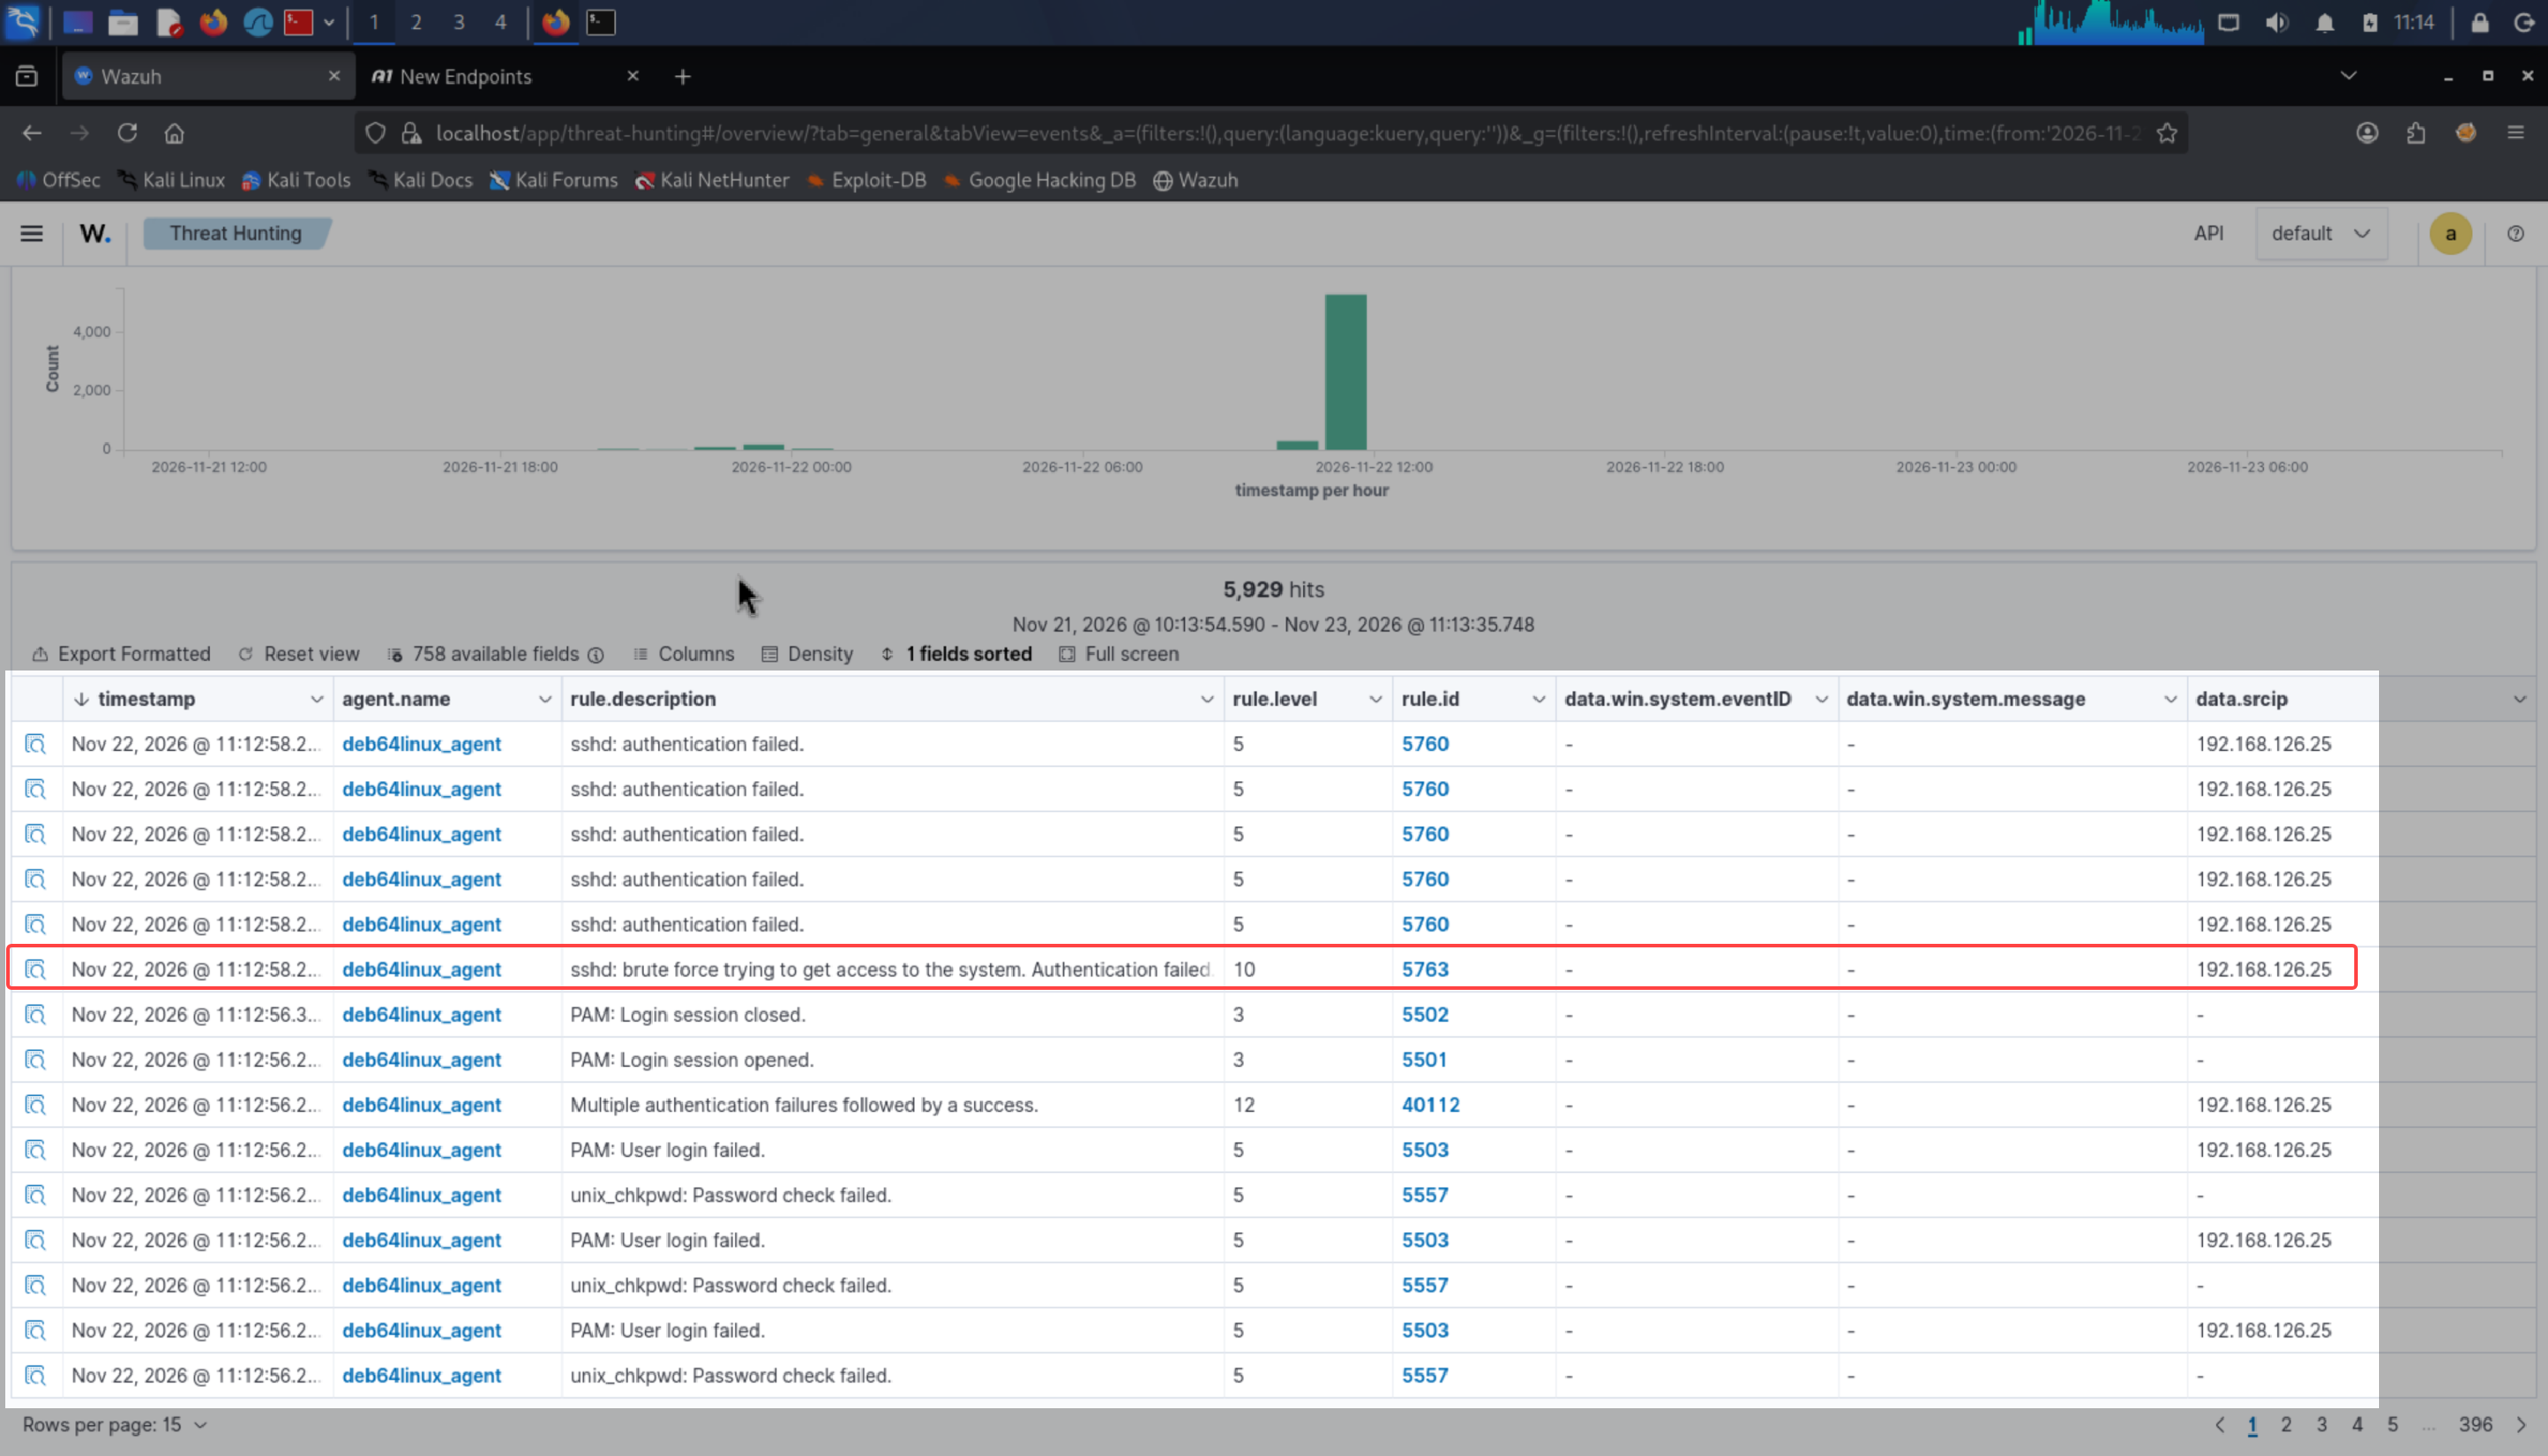 1 2 3 4 11:14
Wazuh New Endpoints
localhost/app/threat-hunting#/overview/?tab=general&tabView=events&_a=(filters:!(),query:(language:kuery,query:''))&_g=(filters:!(),refreshInterval:(pause:!t,value:0),time:(from:'2026-11-2
OffSec Kali Linux Kali Tools Kali Docs Kali Forums Kali NetHunter Exploit-DB Google Hacking DB Wazuh
W. Threat Hunting API default a
4,000
2,000
0
Count
2026-11-21 12:00 2026-11-21 18:00 2026-11-22 00:00 2026-11-22 06:00 2026-11-22 12:00 2026-11-22 18:00 2026-11-23 00:00 2026-11-23 06:00
timestamp per hour
5,929 hits
Nov 21, 2026 @ 10:13:54.590 - Nov 23, 2026 @ 11:13:35.748
Export Formatted Reset view 758 available fields Columns Density 1 fields sorted Full screen
timestamp agent.name rule.description rule.level rule.id data.win.system.eventID data.win.system.message data.srcip
Nov 22, 2026 @ 11:12:58.2... deb64linux_agent sshd: authentication failed. 5 5760 - - 192.168.126.25
Nov 22, 2026 @ 11:12:58.2... deb64linux_agent sshd: authentication failed. 5 5760 - - 192.168.126.25
Nov 22, 2026 @ 11:12:58.2... deb64linux_agent sshd: authentication failed. 5 5760 - - 192.168.126.25
Nov 22, 2026 @ 11:12:58.2... deb64linux_agent sshd: authentication failed. 5 5760 - - 192.168.126.25
Nov 22, 2026 @ 11:12:58.2... deb64linux_agent sshd: authentication failed. 5 5760 - - 192.168.126.25
Nov 22, 2026 @ 11:12:58.2... deb64linux_agent sshd: brute force trying to get access to the system. Authentication failed. 10 5763 - - 192.168.126.25
Nov 22, 2026 @ 11:12:56.3... deb64linux_agent PAM: Login session closed. 3 5502 - - -
Nov 22, 2026 @ 11:12:56.2... deb64linux_agent PAM: Login session opened. 3 5501 - - -
Nov 22, 2026 @ 11:12:56.2... deb64linux_agent Multiple authentication failures followed by a success. 12 40112 - - 192.168.126.25
Nov 22, 2026 @ 11:12:56.2... deb64linux_agent PAM: User login failed. 5 5503 - - 192.168.126.25
Nov 22, 2026 @ 11:12:56.2... deb64linux_agent unix_chkpwd: Password check failed. 5 5557 - - -
Nov 22, 2026 @ 11:12:56.2... deb64linux_agent PAM: User login failed. 5 5503 - - 192.168.126.25
Nov 22, 2026 @ 11:12:56.2... deb64linux_agent unix_chkpwd: Password check failed. 5 5557 - - -
Nov 22, 2026 @ 11:12:56.2... deb64linux_agent PAM: User login failed. 5 5503 - - 192.168.126.25
Nov 22, 2026 @ 11:12:56.2... deb64linux_agent unix_chkpwd: Password check failed. 5 5557 - - -
Rows per page: 15 1 2 3 4 5 ... 396